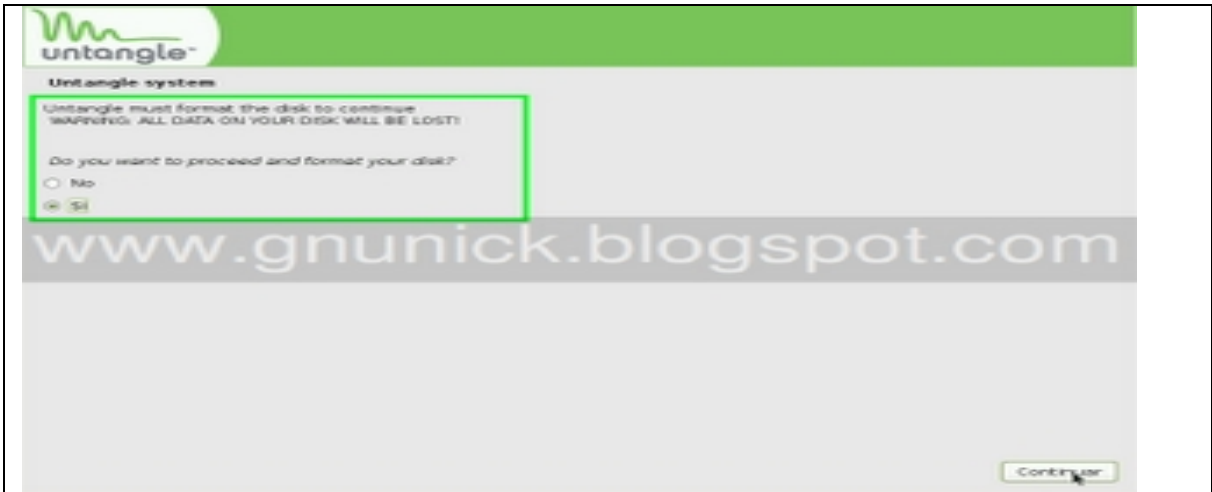 untangle
Untangle system
Untangle must format the disk to continue
WARNING: ALL DATA ON YOUR DISK WILL BE LOST!
Do you want to proceed and format your disk?
No
Sí
www.gnunick.blogspot.com
Continuar